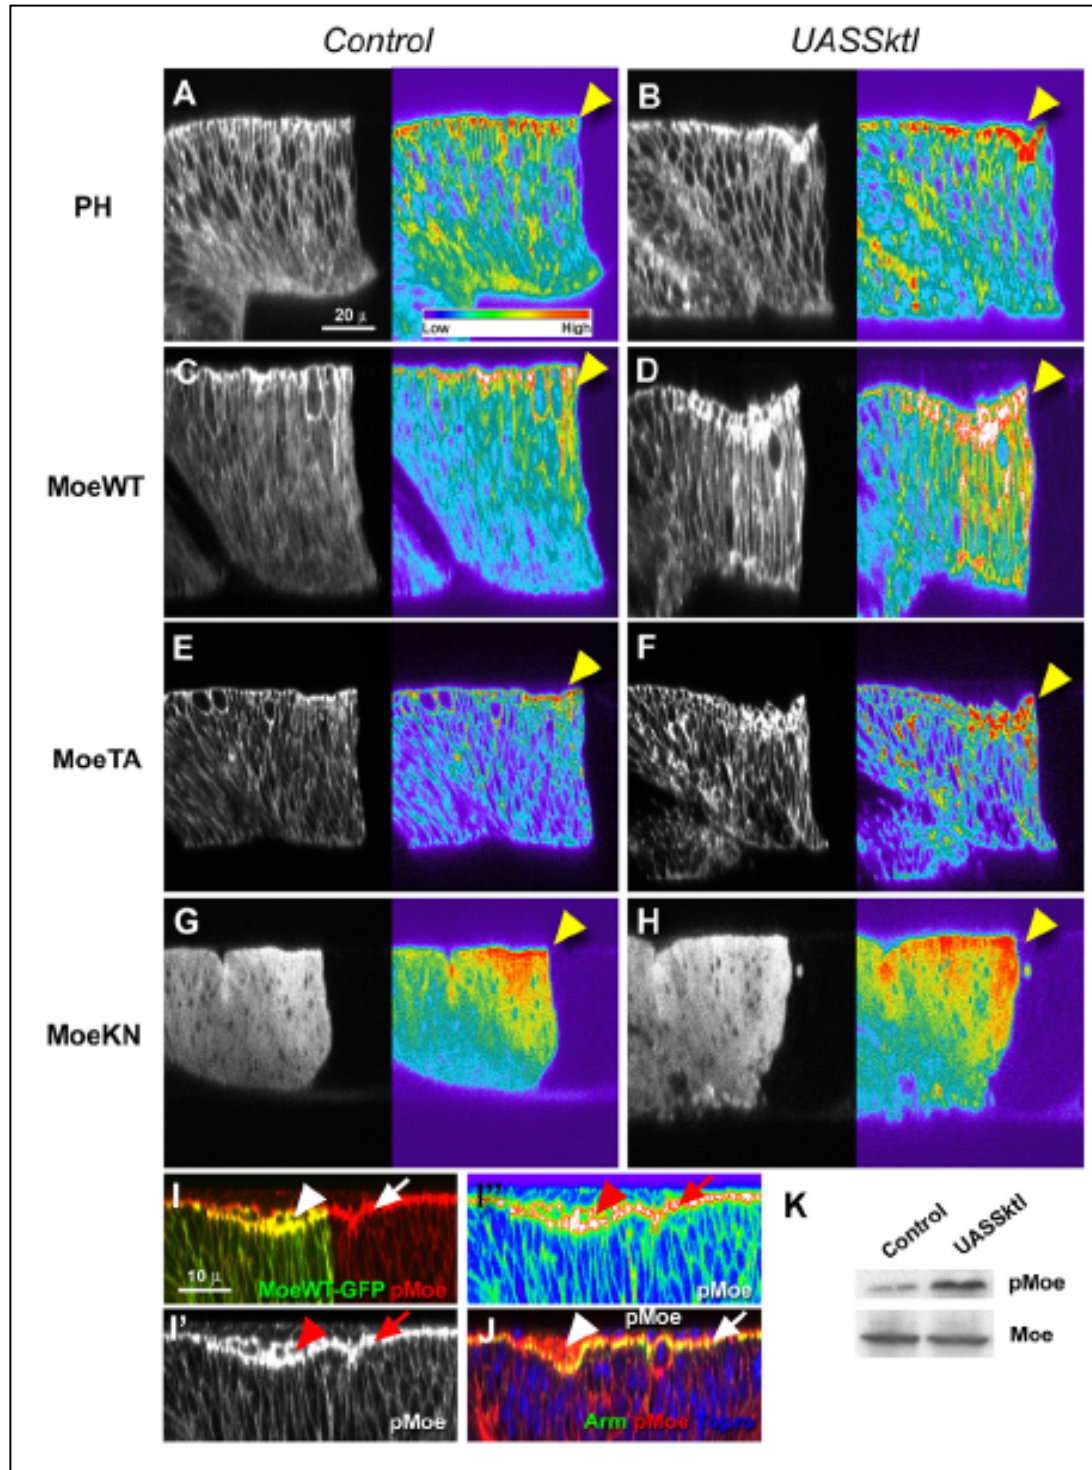 Control UASSktl
A B
PH
20 µ
Low High
C D
MoeWT
E F
MoeTA
G H
MoeKN
I I'' K
Control UASSktl
10 µ MoeWT-GFP pMoe pMoe pMoe
I' J pMoe Moe
pMoe Arm pMoe Topro